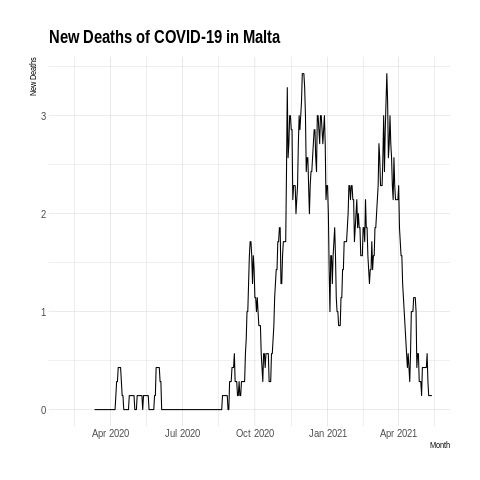 New Deaths of COVID-19 in Malta
New Deaths
3
2
1
0
Apr 2020 Jul 2020 Oct 2020 Jan 2021 Apr 2021
Month